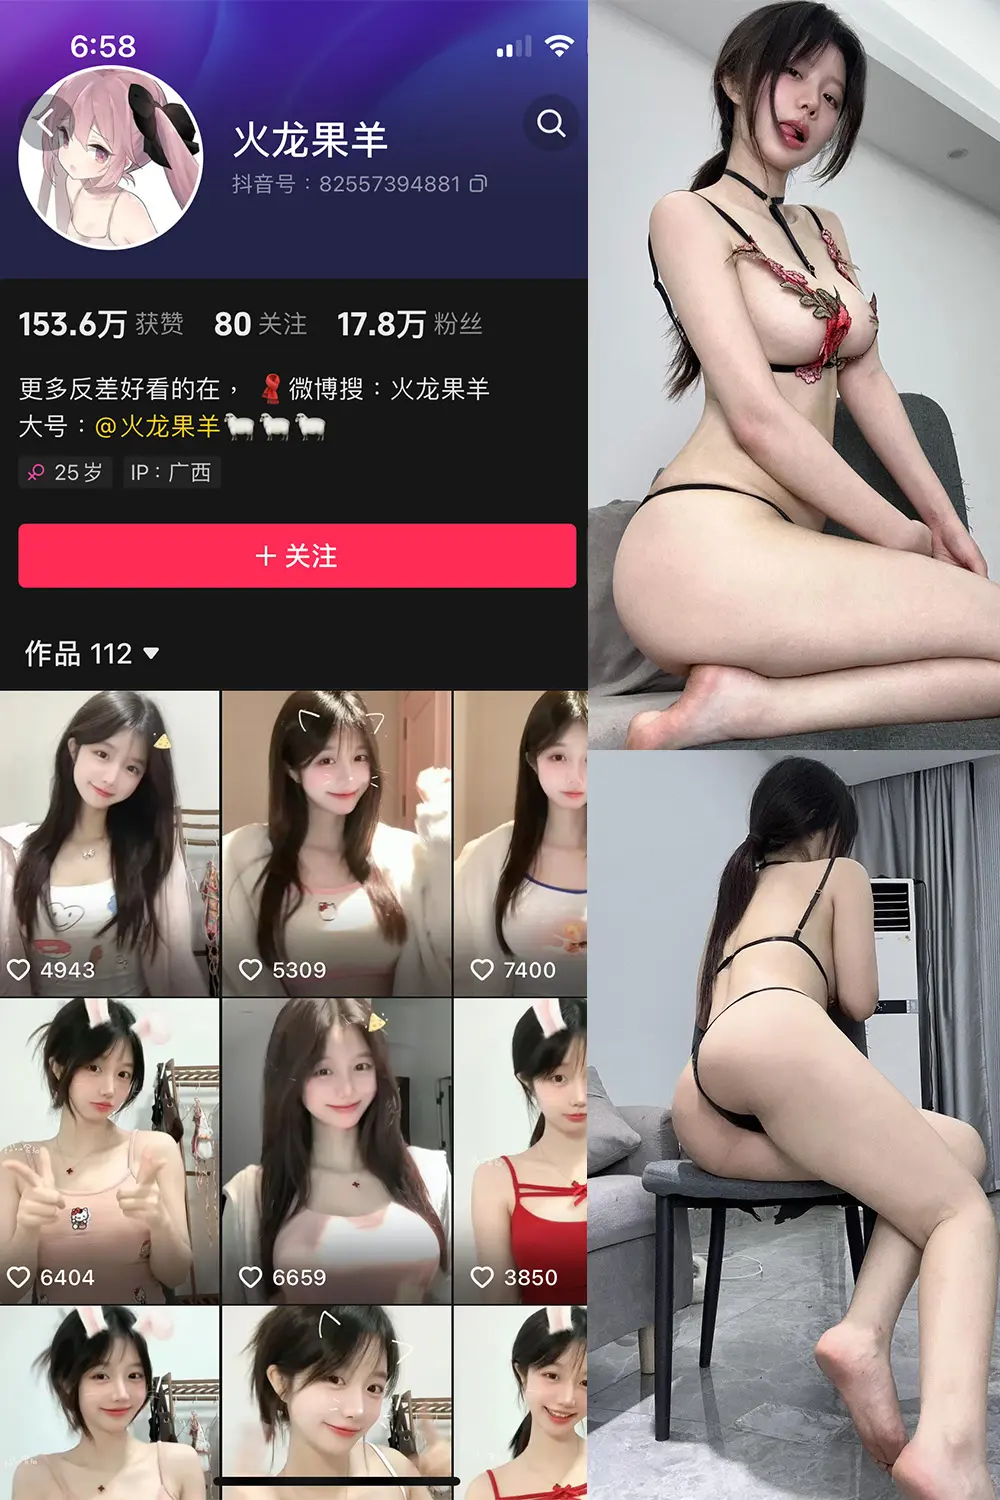 6:58
火龙果羊
抖音号：82557394881
153.6万 获赞 80 关注 17.8万 粉丝
更多反差好看的在， 🧣微博搜：火龙果羊
大号：@火龙果羊🐑🐑🐑
25岁 IP：广西
+ 关注
作品 112
4943 5309 7400
6404 6659 3850